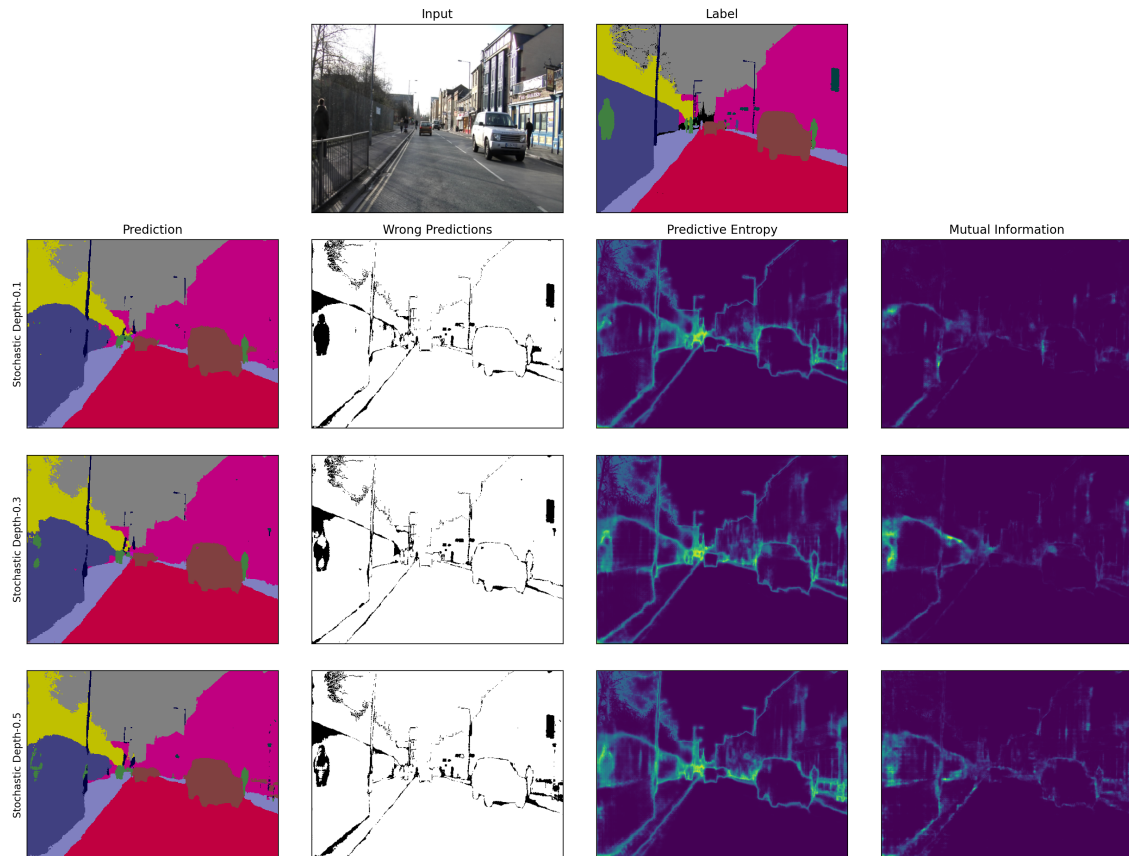 Input
Label
Prediction
Wrong Predictions
Predictive Entropy
Mutual Information
Stochastic Depth-0.1
Stochastic Depth-0.3
Stochastic Depth-0.5